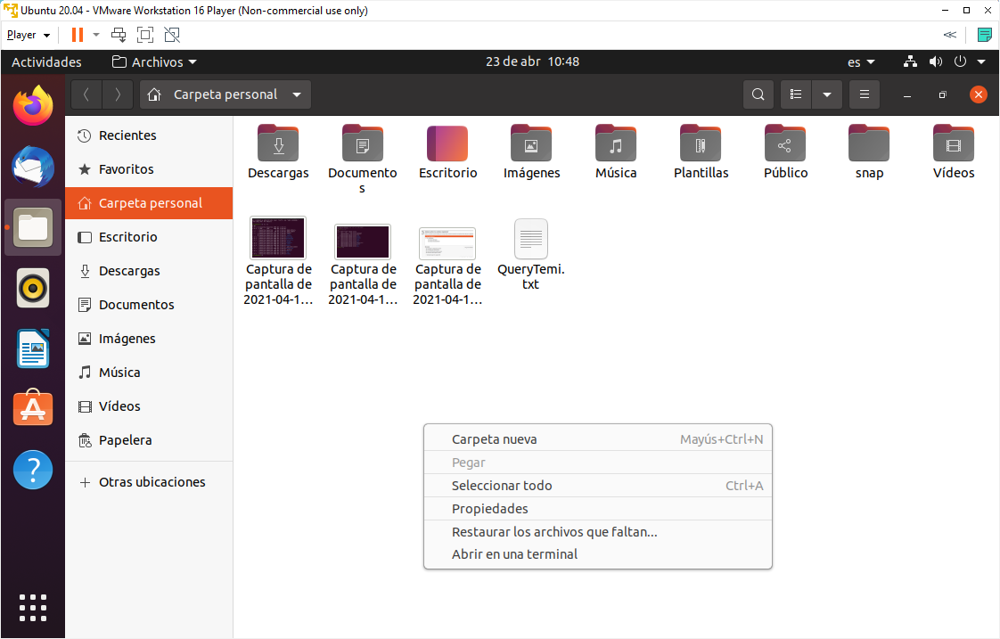 Ubuntu 20.04 - VMware Workstation 16 Player (Non-commercial use only)
Player
Actividades
Archivos
23 de abr 10:48
es
Carpeta personal
Recientes
Favoritos
Carpeta personal
Escritorio
Descargas
Documentos
Imágenes
Música
Vídeos
Papelera
Otras ubicaciones
Descargas
Documento
s
Escritorio
Imágenes
Música
Plantillas
Público
snap
Vídeos
Captura de
pantalla de
2021-04-1...
Captura de
pantalla de
2021-04-1...
Captura de
pantalla de
2021-04-1...
QueryTemi.
txt
Carpeta nueva Mayús+Ctrl+N
Pegar
Seleccionar todo Ctrl+A
Propiedades
Restaurar los archivos que faltan...
Abrir en una terminal